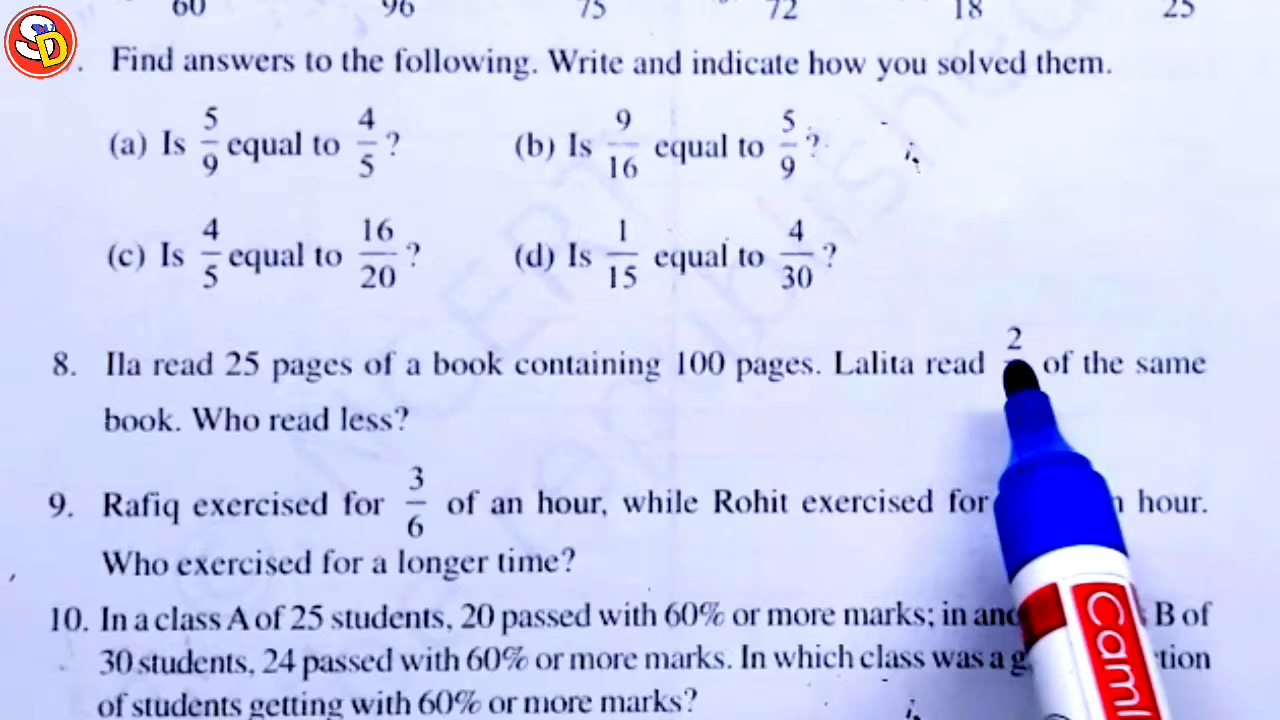 SD
60 96 75 72 18 25
. Find answers to the following. Write and indicate how you solved them.
(a) Is 5/9 equal to 4/5 ? (b) Is 9/16 equal to 5/9 ?
(c) Is 4/5 equal to 16/20 ? (d) Is 1/15 equal to 4/30 ?
8. Ila read 25 pages of a book containing 100 pages. Lalita read 2 of the same
book. Who read less?
9. Rafiq exercised for 3/6 of an hour, while Rohit exercised for hour.
Who exercised for a longer time?
10. In a class A of 25 students, 20 passed with 60% or more marks; in B of
30 students, 24 passed with 60% or more marks. In which class was a
of students getting with 60% or more marks?
Caml